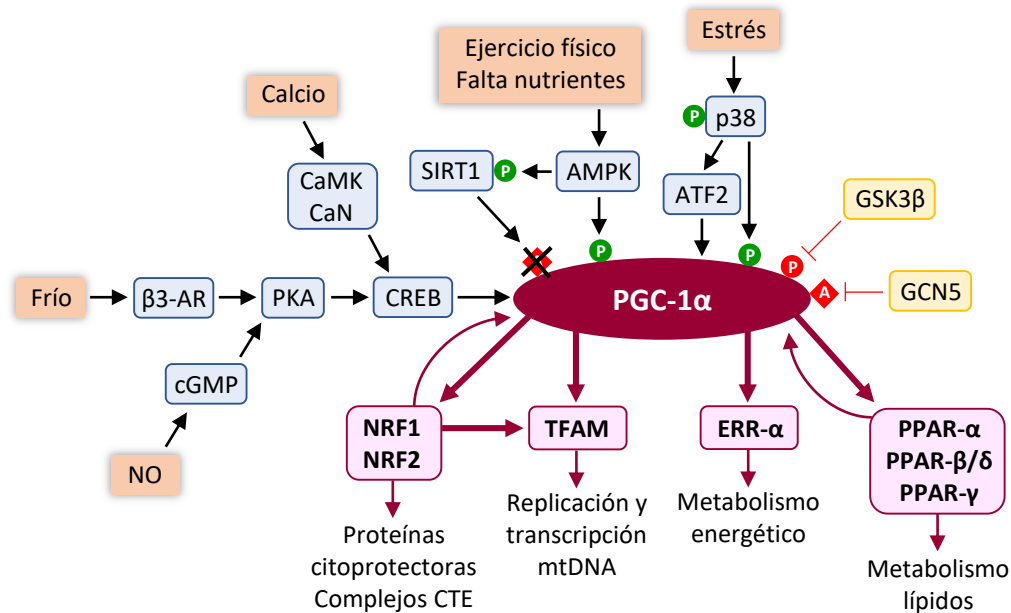 Estrés
Ejercicio físico
Falta nutrientes
Calcio
P
p38
SIRT1
P
AMPK
CaMK
CaN
ATF2
GSK3β
P
P
P
Frío
β3-AR
PKA
CREB
PGC-1α
A
GCN5
cGMP
NRF1
NRF2
TFAM
ERR-α
PPAR-α
PPAR-β/δ
PPAR-γ
NO
Proteínas
citoprotectoras
Complejos CTE
Replicación y
transcripción
mtDNA
Metabolismo
energético
Metabolismo
lípidos